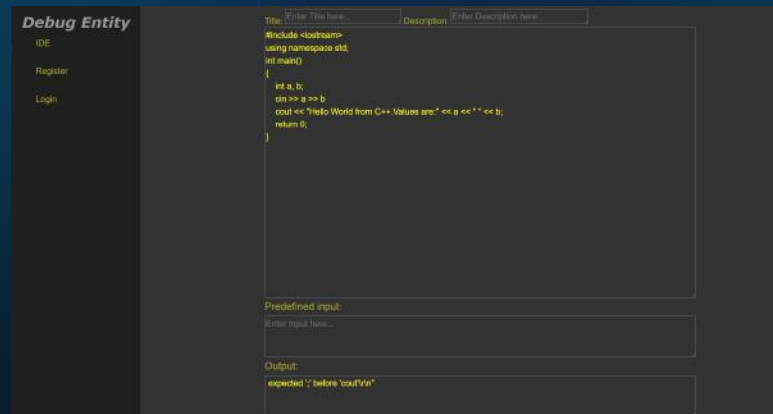 Debug Entity
IDE
Register
Login
Title: Enter Title here... Description: Enter Description here...
#include <iostream>
using namespace std;
int main()
{
int a, b;
cin >> a >> b
cout << "Hello World from C++.Values are:" << a << " " << b;
return 0;
}
Predefined input:
Enter Input here...
Output:
expected ';' before 'cout'\r\n"